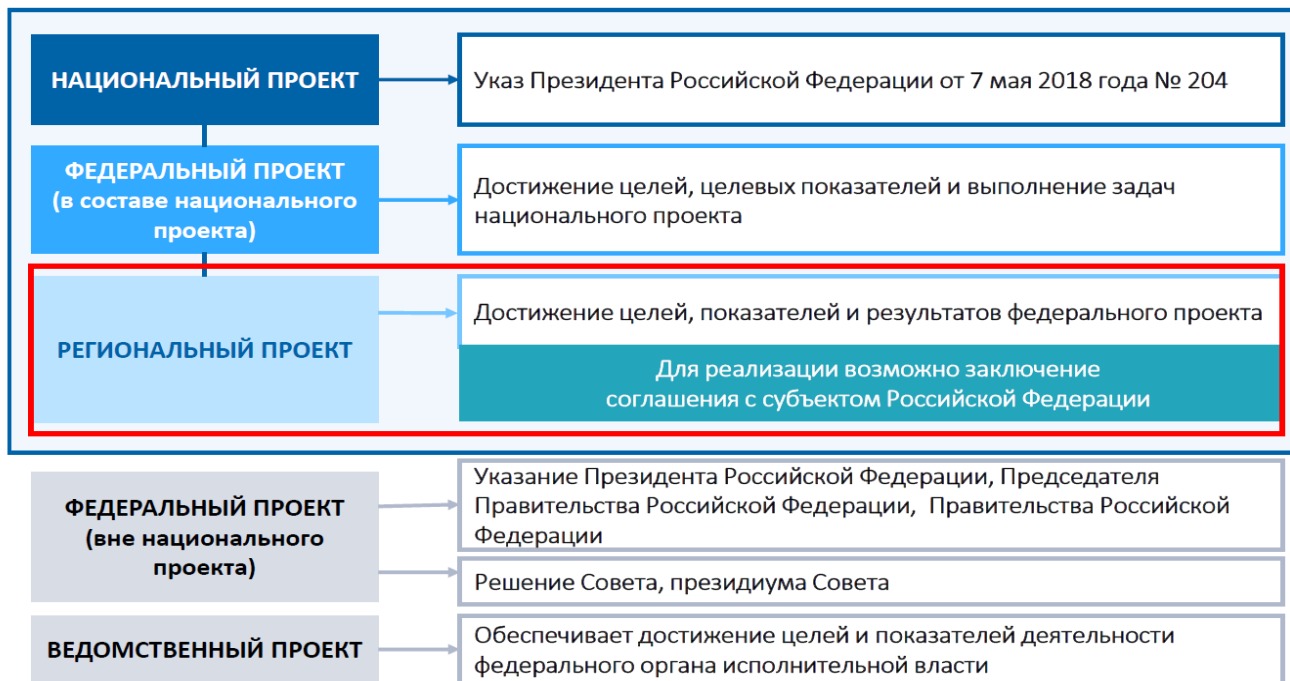 НАЦИОНАЛЬНЫЙ ПРОЕКТ
Указ Президента Российской Федерации от 7 мая 2018 года № 204
ФЕДЕРАЛЬНЫЙ ПРОЕКТ
(в составе национального
проекта)
Достижение целей, целевых показателей и выполнение задач
национального проекта
РЕГИОНАЛЬНЫЙ ПРОЕКТ
Достижение целей, показателей и результатов федерального проекта
Для реализации возможно заключение
соглашения с субъектом Российской Федерации
ФЕДЕРАЛЬНЫЙ ПРОЕКТ
(вне национального
проекта)
Указание Президента Российской Федерации, Председателя
Правительства Российской Федерации, Правительства Российской
Федерации
Решение Совета, президиума Совета
ВЕДОМСТВЕННЫЙ ПРОЕКТ
Обеспечивает достижение целей и показателей деятельности
федерального органа исполнительной власти